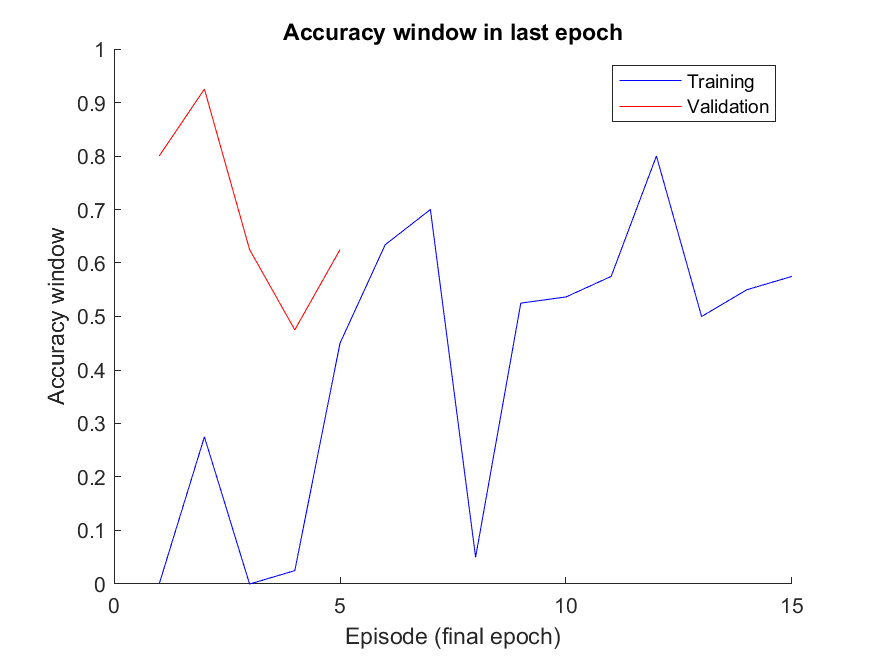 Accuracy window in last epoch
Training
Validation
Accuracy window
1
0.9
0.8
0.7
0.6
0.5
0.4
0.3
0.2
0.1
0
0 5 10 15
Episode (final epoch)